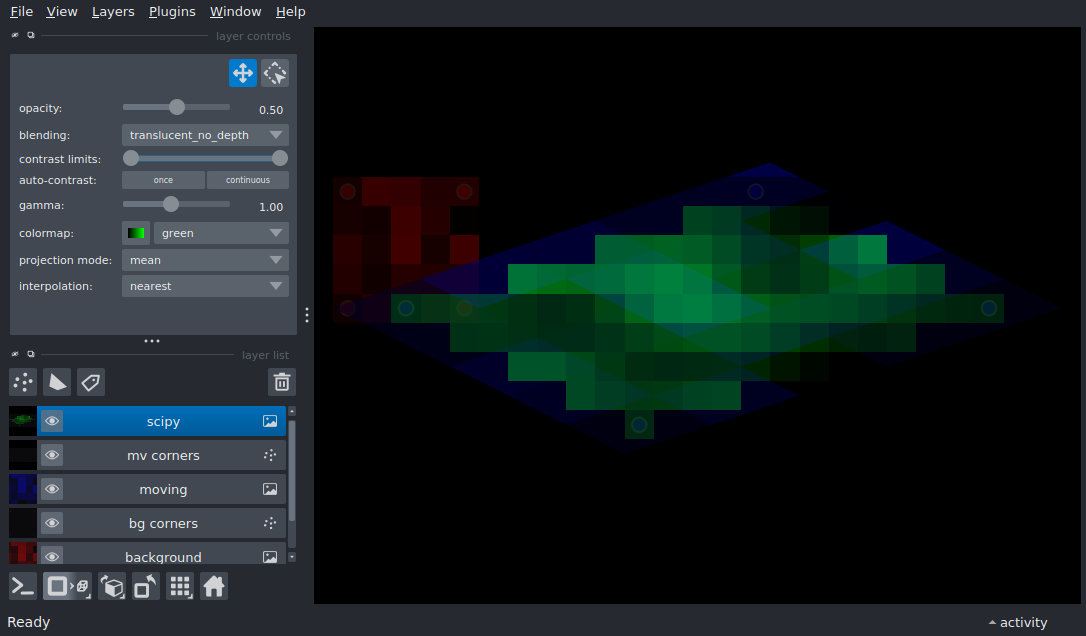 File View Layers Plugins Window Help
layer controls
opacity: 0.50
blending: translucent_no_depth
contrast limits:
auto-contrast: once continuous
gamma: 1.00
colormap: green
projection mode: mean
interpolation: nearest
layer list
scipy
mv corners
moving
bg corners
background
Ready activity